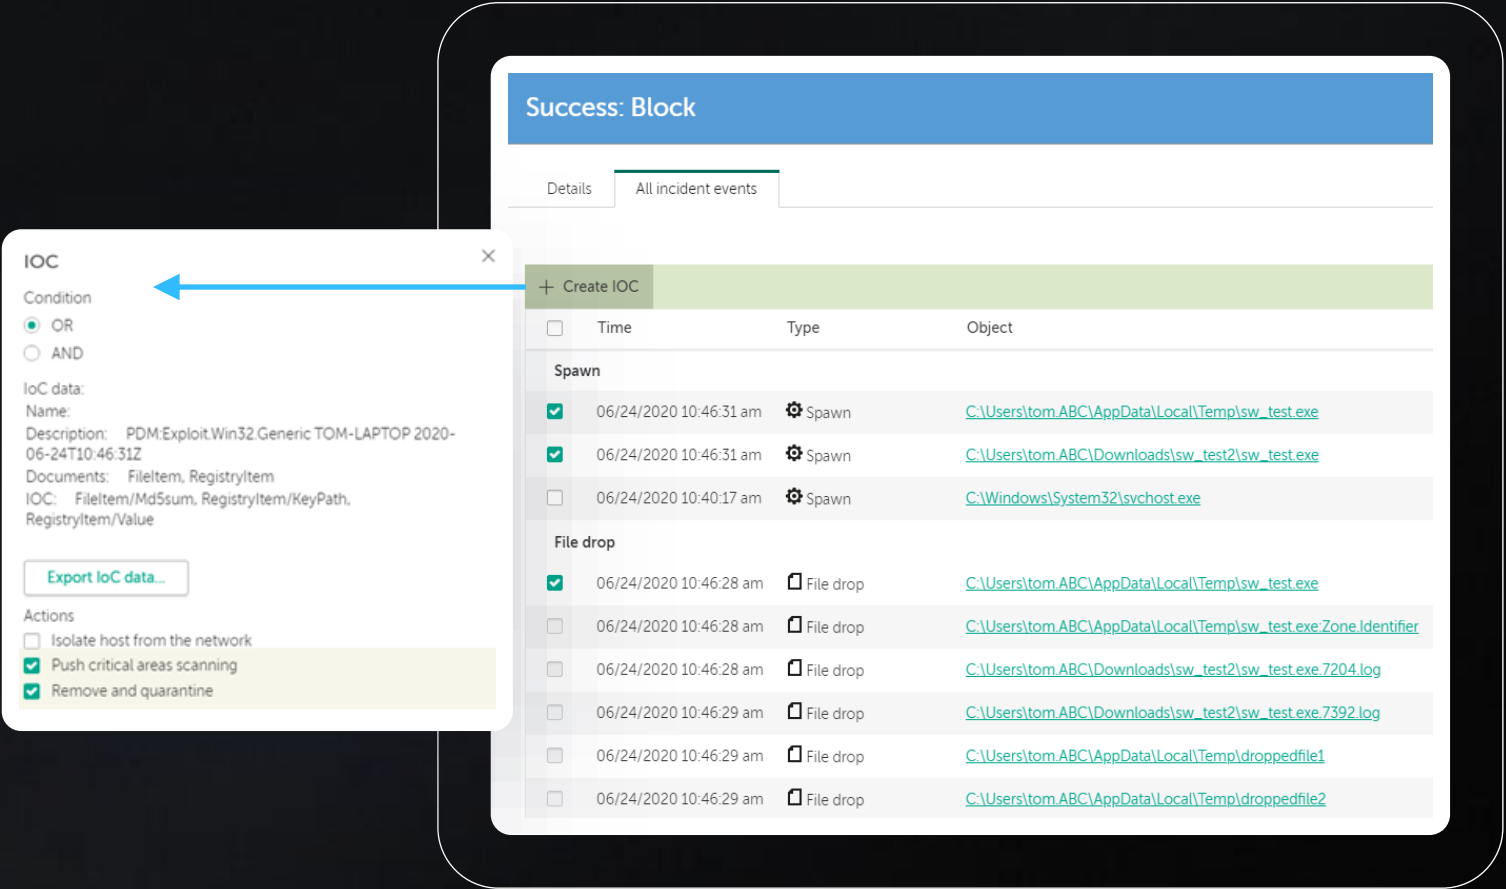 Success: Block
Details
All incident events
IOC
Condition
OR
AND
IoC data:
Name:
Description: PDM:Exploit.Win32.Generic TOM-LAPTOP 2020-
06-24T10:46:31Z
Documents: FileItem, RegistryItem
IOC: FileItem/Md5sum, RegistryItem/KeyPath,
RegistryItem/Value
Export IoC data...
Actions
Isolate host from the network
Push critical areas scanning
Remove and quarantine
+ Create IOC
Time Type Object
Spawn
06/24/2020 10:46:31 am Spawn C:\Users\tom.ABC\AppData\Local\Temp\sw_test.exe
06/24/2020 10:46:31 am Spawn C:\Users\tom.ABC\Downloads\sw_test2\sw_test.exe
06/24/2020 10:40:17 am Spawn C:\Windows\System32\svchost.exe
File drop
06/24/2020 10:46:28 am File drop C:\Users\tom.ABC\AppData\Local\Temp\sw_test.exe
06/24/2020 10:46:28 am File drop C:\Users\tom.ABC\AppData\Local\Temp\sw_test.exe:Zone.Identifier
06/24/2020 10:46:28 am File drop C:\Users\tom.ABC\Downloads\sw_test2\sw_test.exe.7204.log
06/24/2020 10:46:29 am File drop C:\Users\tom.ABC\Downloads\sw_test2\sw_test.exe.7392.log
06/24/2020 10:46:29 am File drop C:\Users\tom.ABC\AppData\Local\Temp\droppedfile1
06/24/2020 10:46:29 am File drop C:\Users\tom.ABC\AppData\Local\Temp\droppedfile2